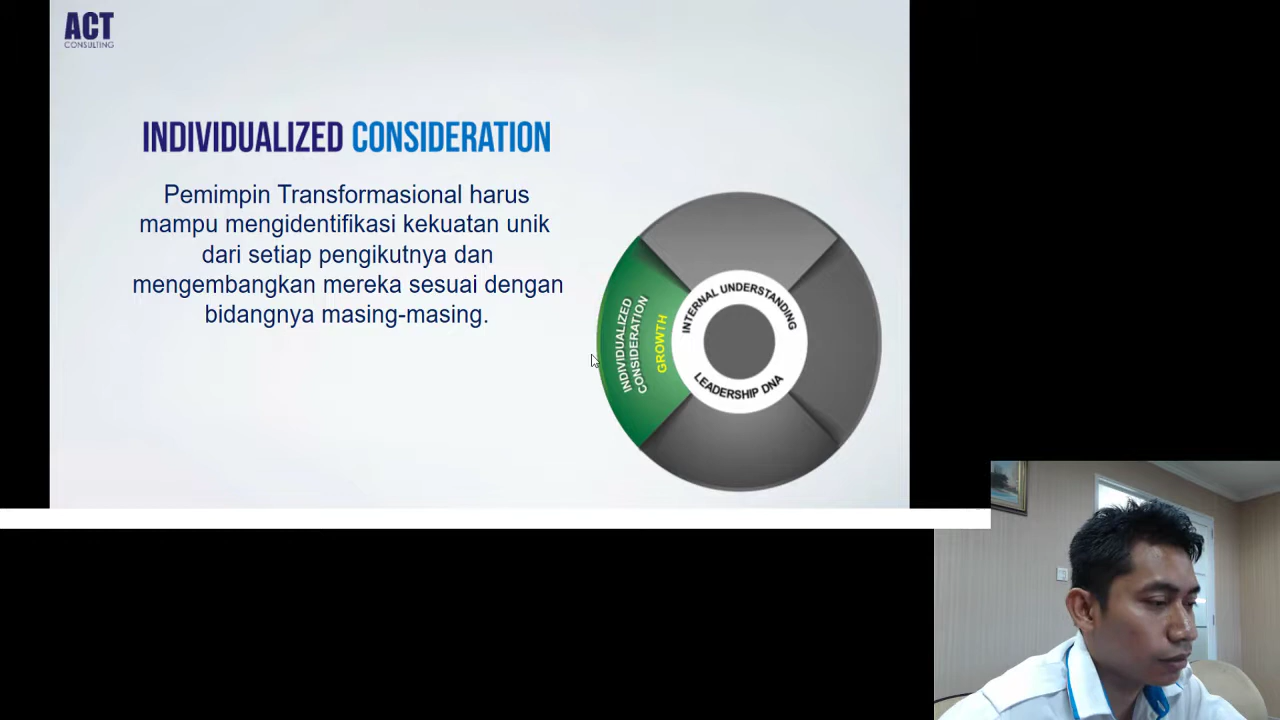 ACT
CONSULTING
INDIVIDUALIZED CONSIDERATION
Pemimpin Transformasional harus
mampu mengidentifikasi kekuatan unik
dari setiap pengikutnya dan
mengembangkan mereka sesuai dengan
bidangnya masing-masing.
INDIVIDUALIZED
CONSIDERATION
GROWTH
INTERNAL UNDERSTANDING
LEADERSHIP DNA